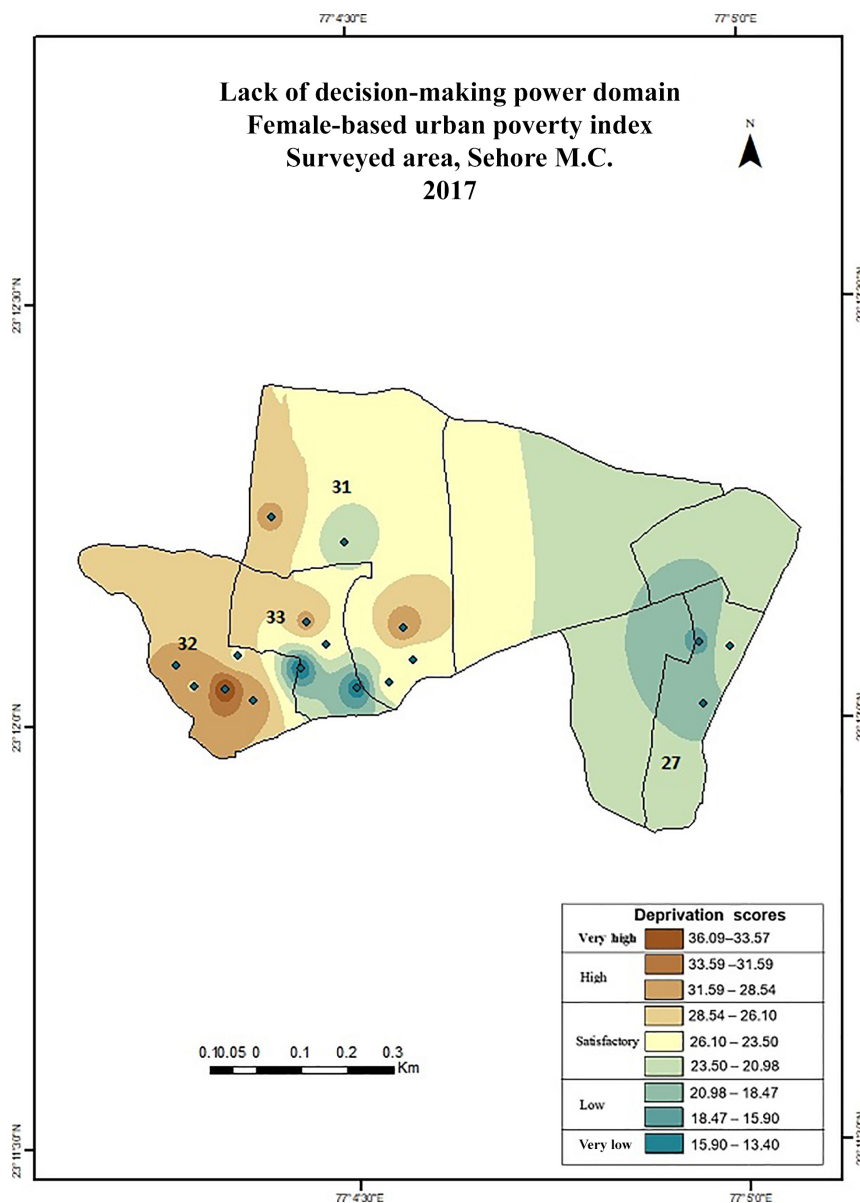 77° 4'30"E 77° 5'0"E
Lack of decision-making power domain
Female-based urban poverty index
Surveyed area, Sehore M.C.
2017
N
23°12'30"N
31
33
32
23°12'0"N
27
Deprivation scores
Very high 36.09–33.57
High
33.59 –31.59
31.59 – 28.54
Satisfactory
28.54 – 26.10
26.10 – 23.50
23.50 – 20.98
Low
20.98 – 18.47
18.47 – 15.90
Very low 15.90 – 13.40
0.10.05 0 0.1 0.2 0.3
Km
23°11'30"N
77° 4'30"E 77° 5'0"E